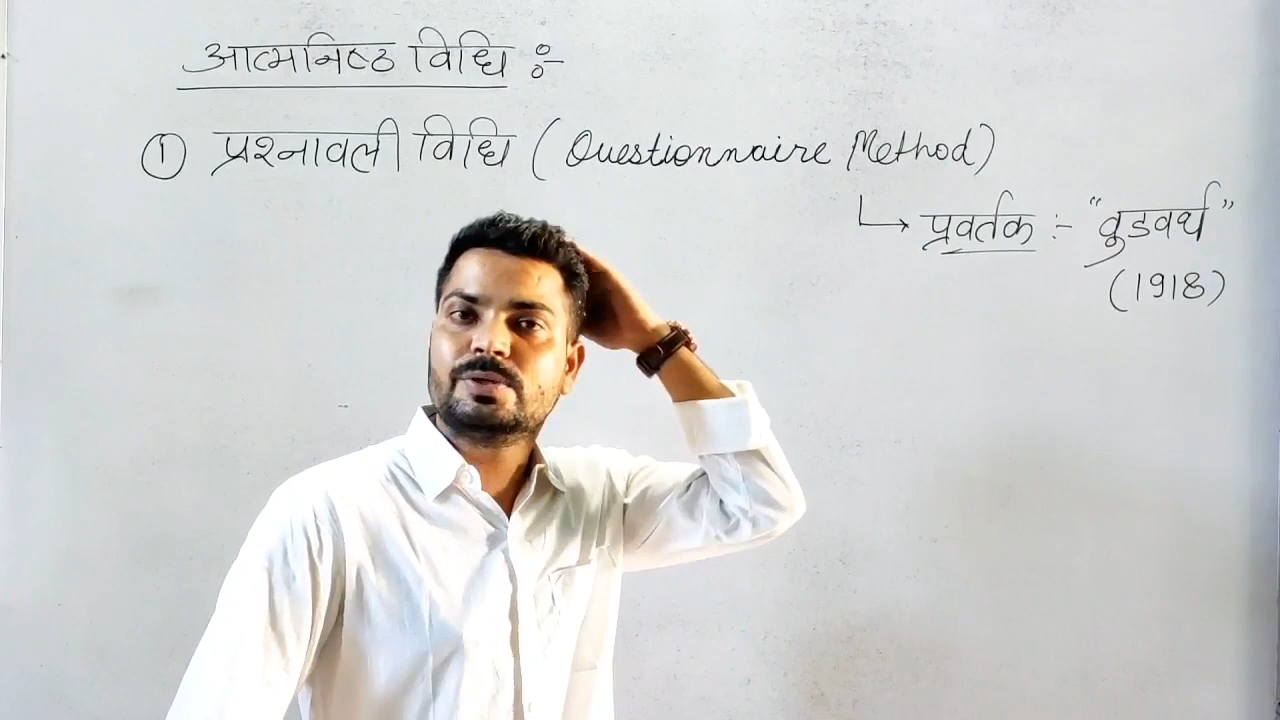 आत्मनिष्ठ विधि :-
① प्रश्नावली विधि ( Questionnaire Method)
↳ प्रवर्तक :- "वुडवर्थ"
(1918)